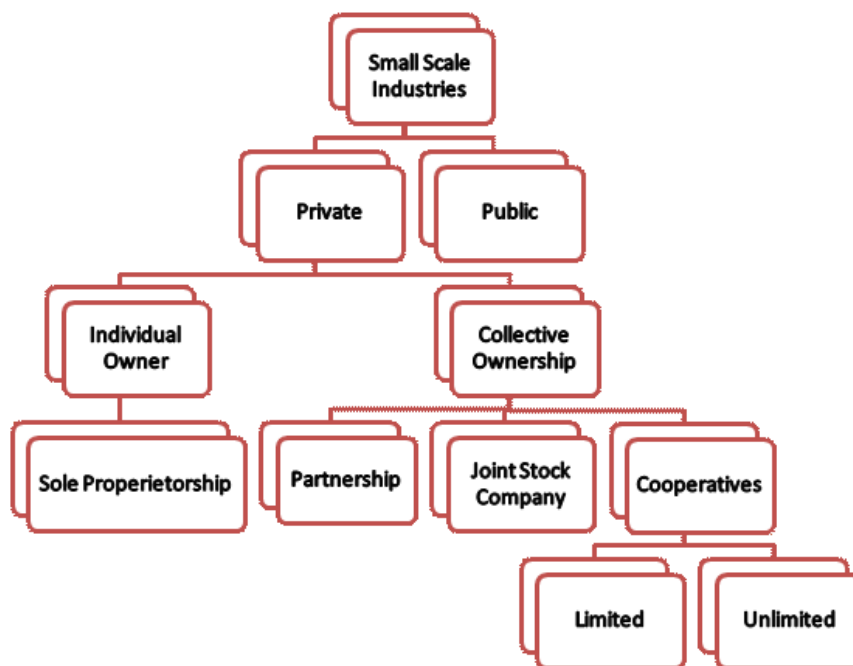 Small Scale
Industries
Private
Public
Individual
Owner
Collective
Ownership
Sole Properietorship
Partnership
Joint Stock
Company
Cooperatives
Limited
Unlimited